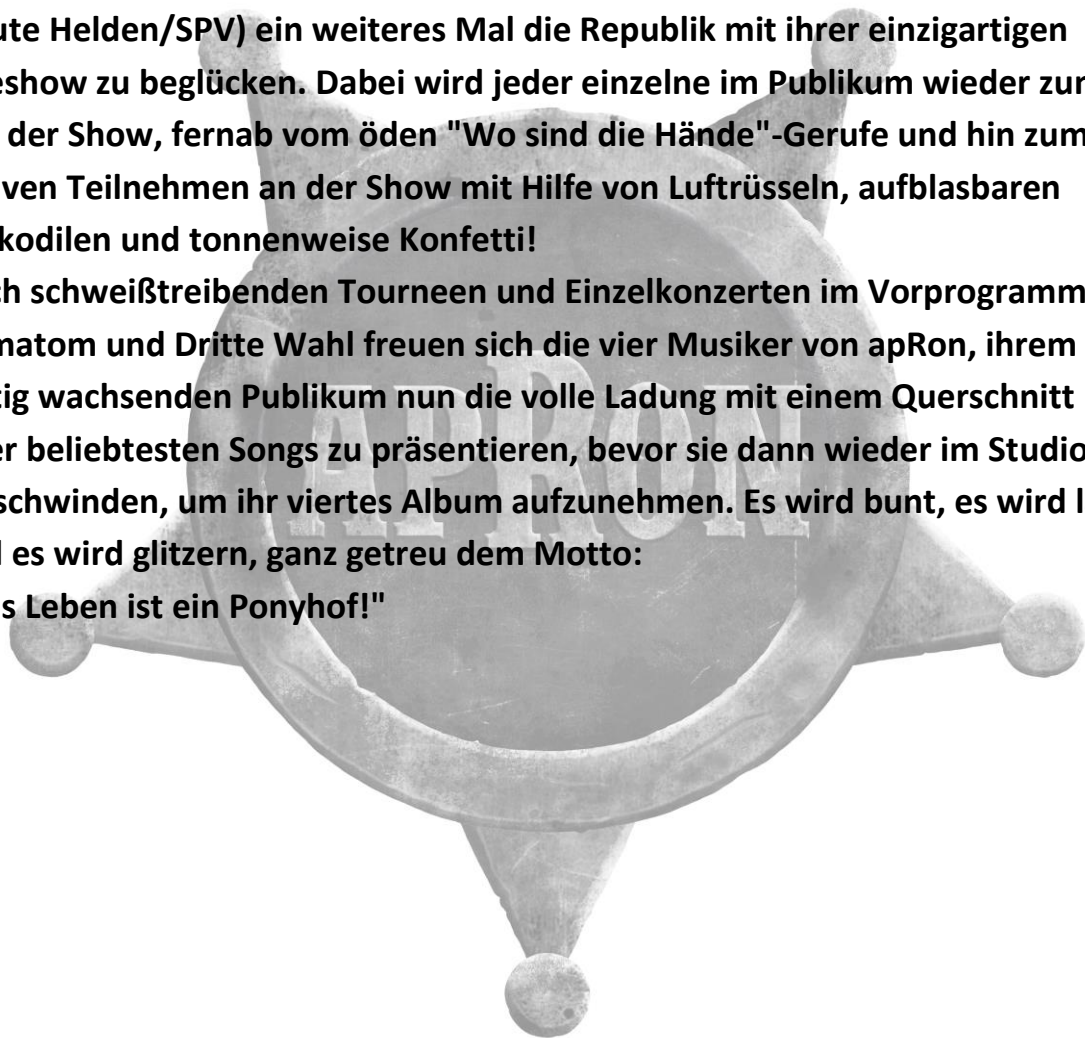 ute Helden/SPV) ein weiteres Mal die Republik mit ihrer einzigartigen
eshow zu beglücken. Dabei wird jeder einzelne im Publikum wieder zum
der Show, fernab vom öden "Wo sind die Hände"-Gerufe und hin zum
iven Teilnehmen an der Show mit Hilfe von Luftrüsseln, aufblasbaren
kodilen und tonnenweise Konfetti!
ch schweißtreibenden Tourneen und Einzelkonzerten im Vorprogramm
matom und Dritte Wahl freuen sich die vier Musiker von apRon, ihrem
tig wachsenden Publikum nun die volle Ladung mit einem Querschnitt
er beliebtesten Songs zu präsentieren, bevor sie dann wieder im Studio
schwinden, um ihr viertes Album aufzunehmen. Es wird bunt, es wird l
d es wird glitzern, ganz getreu dem Motto:
s Leben ist ein Ponyhof!"
APRON